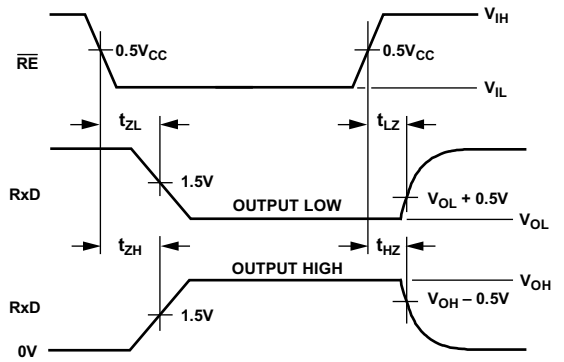 V_IH
0.5V_CC 0.5V_CC
R̅E̅
V_IL
t_ZL t_LZ
1.5V
RxD
OUTPUT LOW
V_OL + 0.5V
V_OL
t_ZH t_HZ
OUTPUT HIGH
V_OH
RxD
1.5V
V_OH – 0.5V
0V